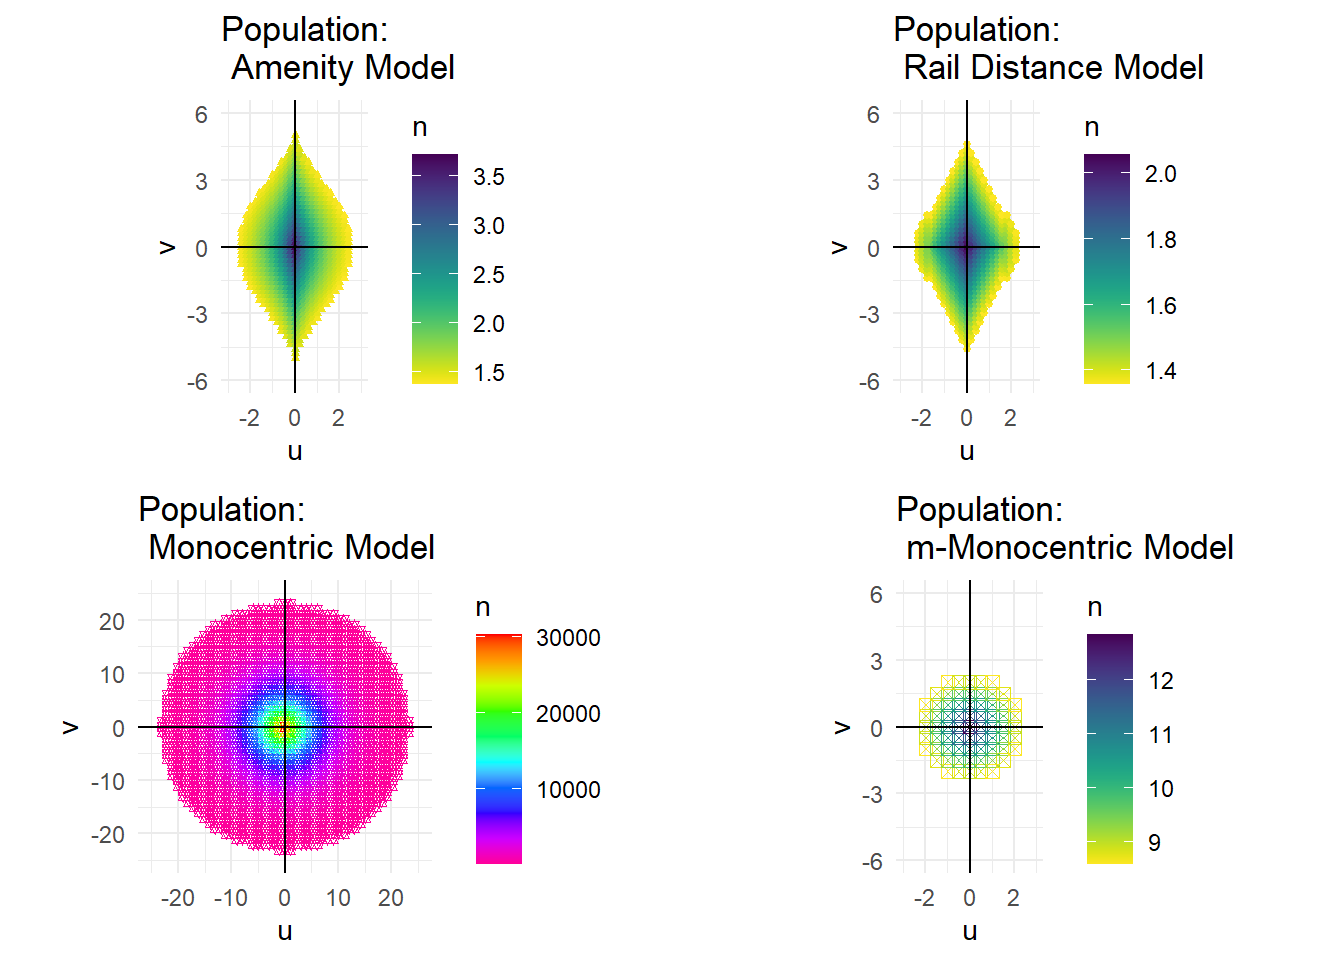 Population:
Amenity Model
n
6
3
0
-3
-6
v
-2 0 2
u
3.5
3.0
2.5
2.0
1.5
Population:
Rail Distance Model
n
6
3
0
-3
-6
v
-2 0 2
u
2.0
1.8
1.6
1.4
Population:
Monocentric Model
n
20
10
0
-10
-20
v
-20 -10 0 10 20
u
30000
20000
10000
Population:
m-Monocentric Model
n
6
3
0
-3
-6
v
-2 0 2
u
12
11
10
9